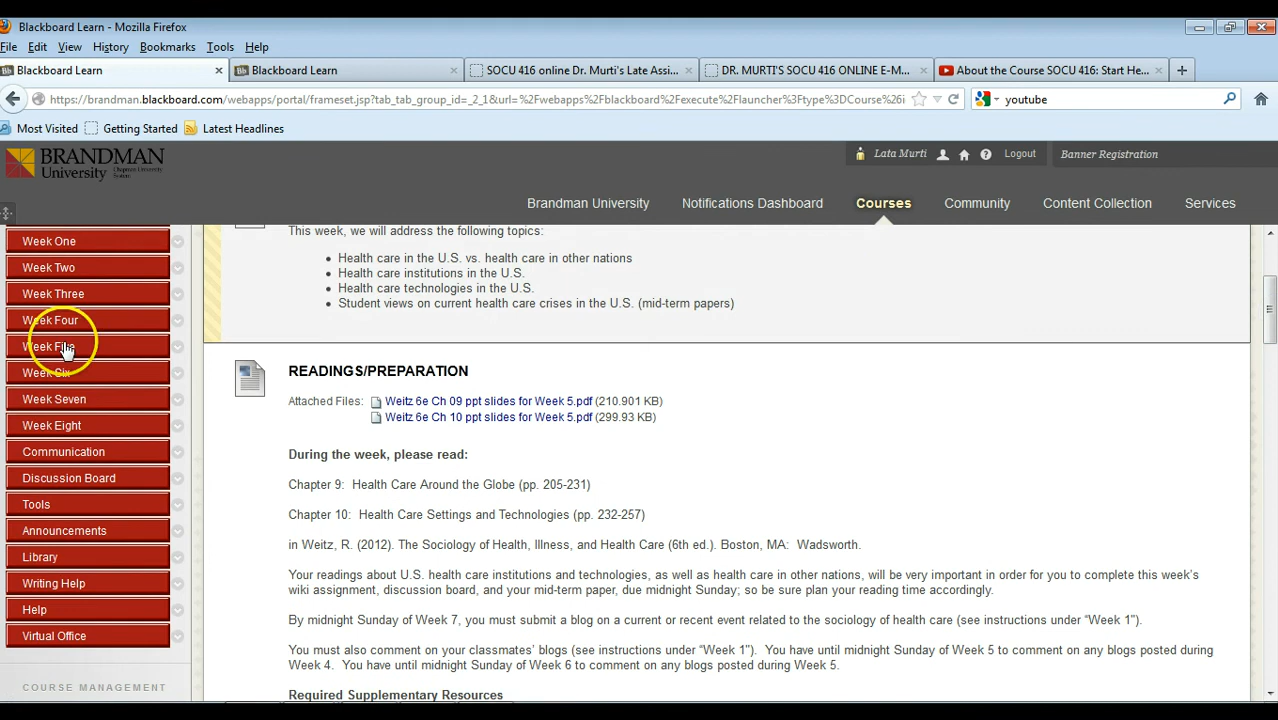 Blackboard Learn - Mozilla Firefox
File Edit View History Bookmarks Tools Help
Blackboard Learn × Blackboard Learn × SOCU 416 online Dr. Murti's Late Assi... × DR. MURTI'S SOCU 416 ONLINE E-M... × About the Course SOCU 416: Start He... ×
https://brandman.blackboard.com/webapps/portal/frameset.jsp?tab_tab_group_id=_2_1&url=%2Fwebapps%2Fblackboard%2Fexecute%2Flauncher%3Ftype%3DCourse%26i youtube
Most Visited Getting Started Latest Headlines
BRANDMAN
University
Lata Murti Logout Banner Registration
Brandman University Notifications Dashboard Courses Community Content Collection Services
Week One
Week Two
Week Three
Week Four
Week Five
Week Six
Week Seven
Week Eight
Communication
Discussion Board
Tools
Announcements
Library
Writing Help
Help
Virtual Office
COURSE MANAGEMENT
This week, we will address the following topics:
Health care in the U.S. vs. health care in other nations
Health care institutions in the U.S.
Health care technologies in the U.S.
Student views on current health care crises in the U.S. (mid-term papers)
READINGS/PREPARATION
Attached Files: Weitz 6e Ch 09 ppt slides for Week 5.pdf (210.901 KB)
Weitz 6e Ch 10 ppt slides for Week 5.pdf (299.93 KB)
During the week, please read:
Chapter 9: Health Care Around the Globe (pp. 205-231)
Chapter 10: Health Care Settings and Technologies (pp. 232-257)
in Weitz, R. (2012). The Sociology of Health, Illness, and Health Care (6th ed.). Boston, MA: Wadsworth.
Your readings about U.S. health care institutions and technologies, as well as health care in other nations, will be very important in order for you to complete this week's
wiki assignment, discussion board, and your mid-term paper, due midnight Sunday; so be sure plan your reading time accordingly.
By midnight Sunday of Week 7, you must submit a blog on a current or recent event related to the sociology of health care (see instructions under "Week 1").
You must also comment on your classmates' blogs (see instructions under "Week 1"). You have until midnight Sunday of Week 5 to comment on any blogs posted during
Week 4. You have until midnight Sunday of Week 6 to comment on any blogs posted during Week 5.
Required Supplementary Resources